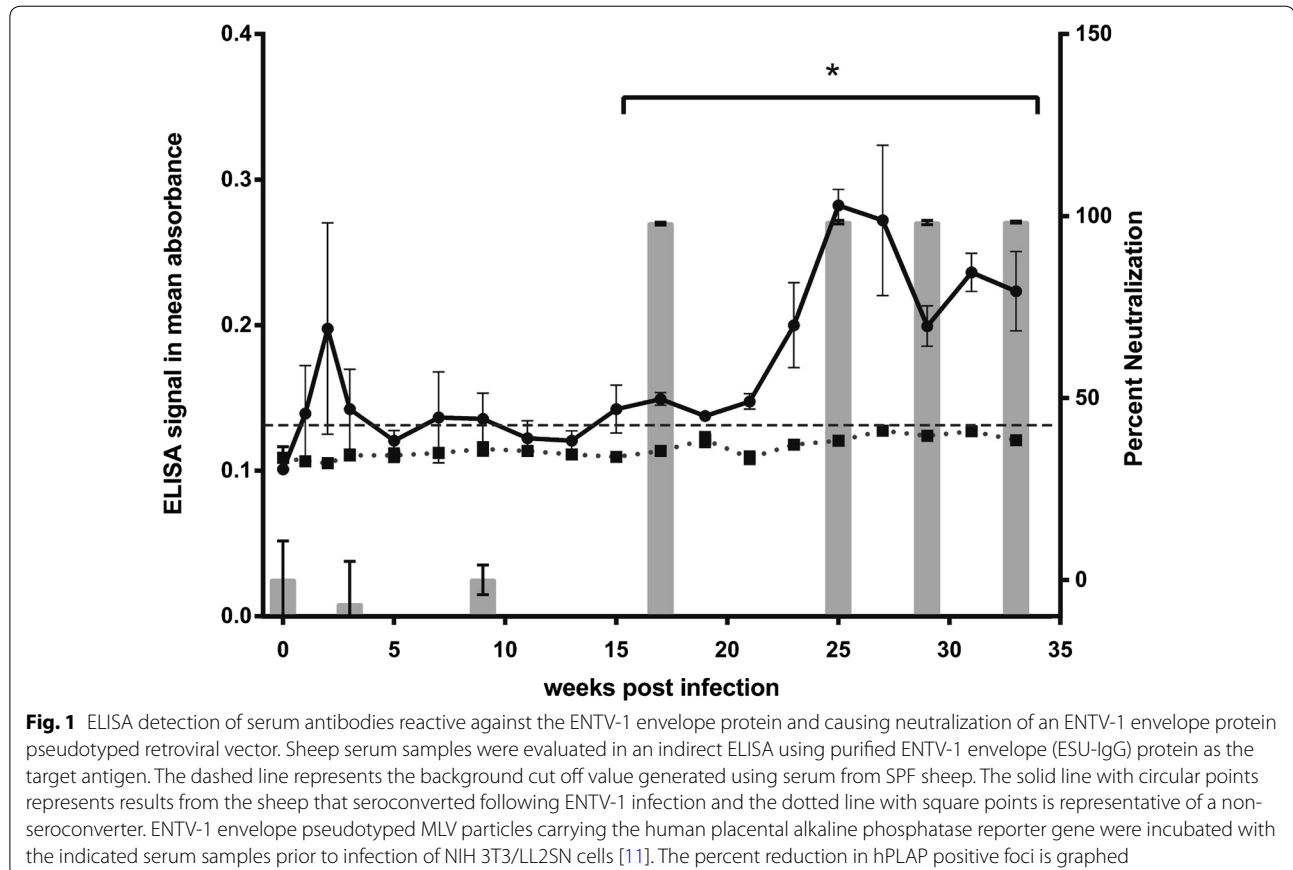 0.4
0.3
0.2
0.1
0.0
ELISA signal in mean absorbance
*
150
100
50
0
Percent Neutralization
0 5 10 15 20 25 30 35
weeks post infection
Fig. 1 ELISA detection of serum antibodies reactive against the ENTV-1 envelope protein and causing neutralization of an ENTV-1 envelope protein
pseudotyped retroviral vector. Sheep serum samples were evaluated in an indirect ELISA using purified ENTV-1 envelope (ESU-IgG) protein as the
target antigen. The dashed line represents the background cut off value generated using serum from SPF sheep. The solid line with circular points
represents results from the sheep that seroconverted following ENTV-1 infection and the dotted line with square points is representative of a non-
seroconverter. ENTV-1 envelope pseudotyped MLV particles carrying the human placental alkaline phosphatase reporter gene were incubated with
the indicated serum samples prior to infection of NIH 3T3/LL2SN cells [11]. The percent reduction in hPLAP positive foci is graphed